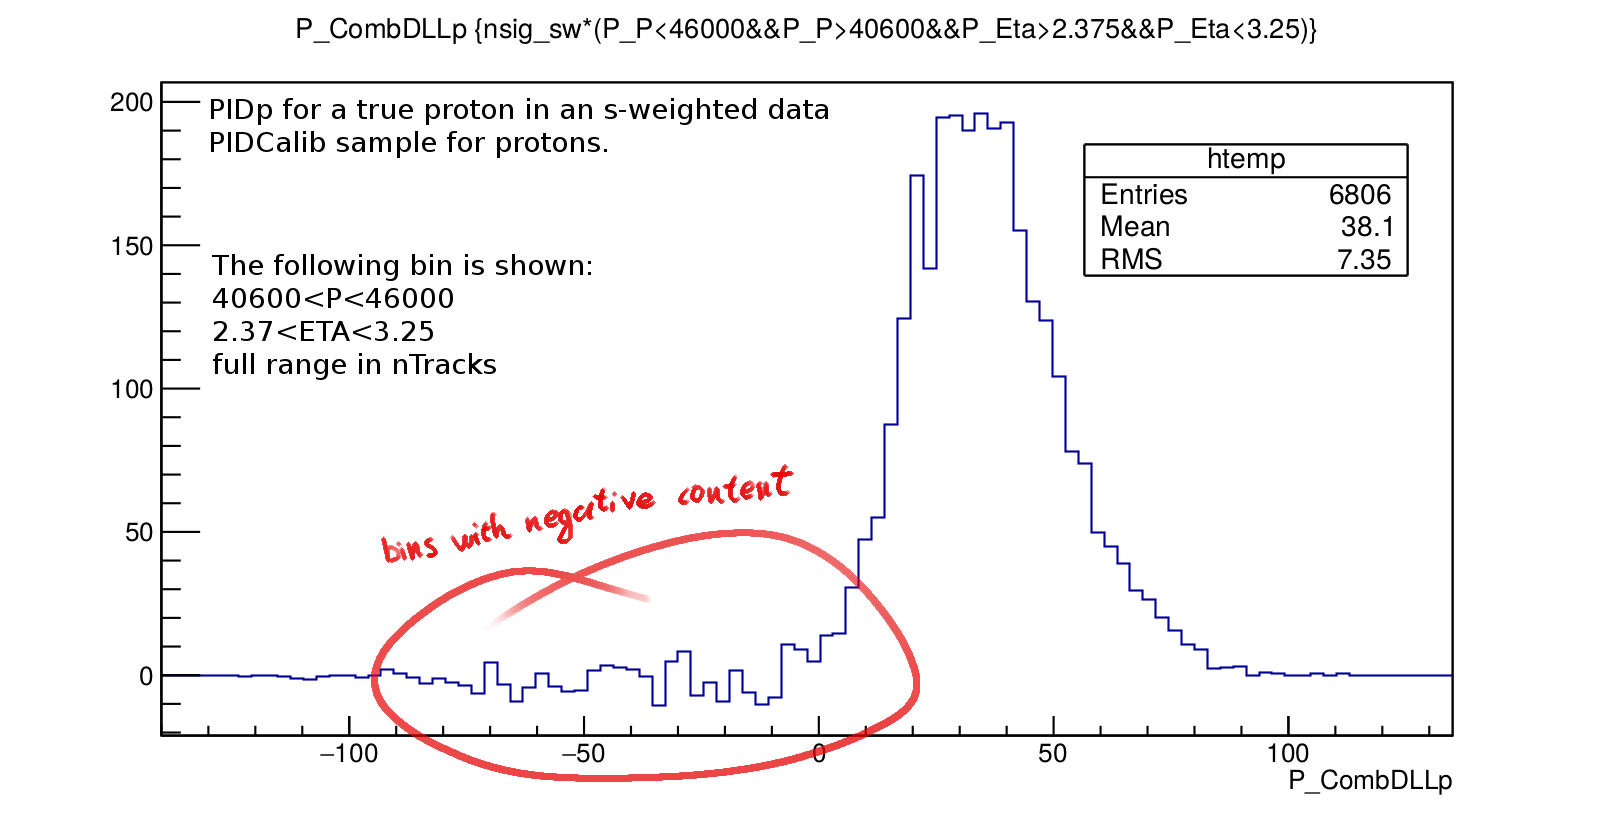 P_CombDLLp {nsig_sw*(P_P<46000&&P_P>40600&&P_Eta>2.375&&P_Eta<3.25)}
200
PIDp for a true proton in an s-weighted data
PIDCalib sample for protons.
htemp
Entries 6806
Mean 38.1
RMS 7.35
150
The following bin is shown:
40600<P<46000
2.37<ETA<3.25
full range in nTracks
100
bins with negative content
50
0
−100 −50 0 50 100
P_CombDLLp